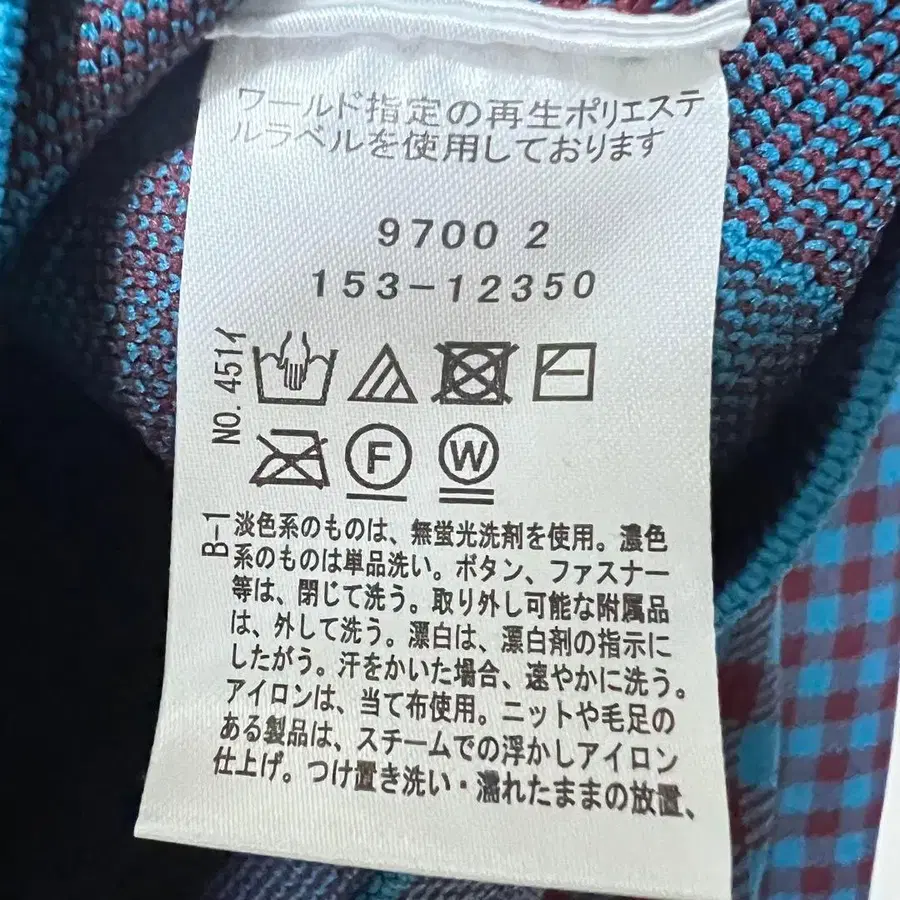 ワールド指定の再生ポリエステ
ルラベルを使用しております
9700 2
153-12350
NO. 451イ
F
W
B-1
淡色系のものは、無蛍光洗剤を使用。濃色
系のものは単品洗い。ボタン、ファスナー
等は、閉じて洗う。取り外し可能な附属品
は、外して洗う。漂白は、漂白剤の指示に
したがう。汗をかいた場合、速やかに洗う。
アイロンは、当て布使用。ニットや毛足の
ある製品は、スチームでの浮かしアイロン
仕上げ。つけ置き洗い・濡れたままの放置、